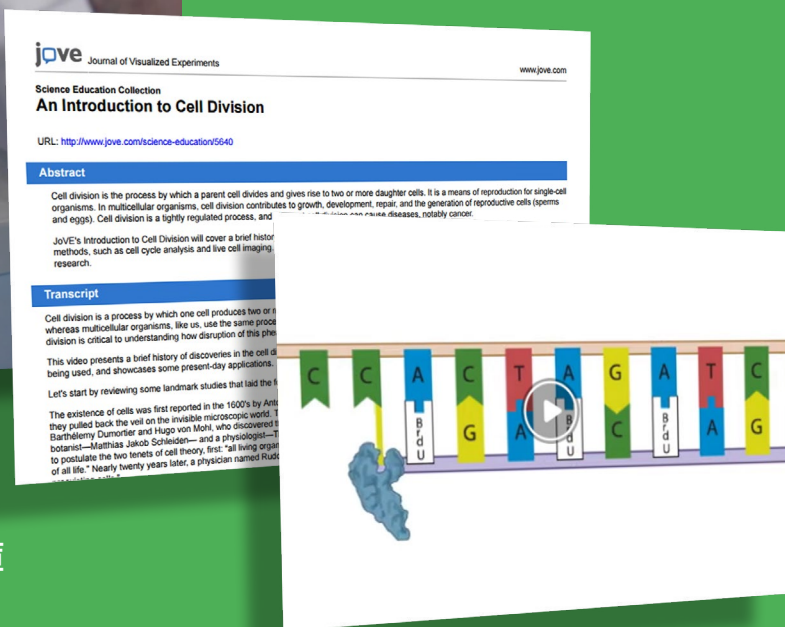 jove Journal of Visualized Experiments
www.jove.com
Science Education Collection
An Introduction to Cell Division
URL: http://www.jove.com/science-education/5640
Abstract
Cell division is the process by which a parent cell divides and gives rise to two or more daughter cells. It is a means of reproduction for single-cell
organisms. In multicellular organisms, cell division contributes to growth, development, repair, and the generation of reproductive cells (sperms
and eggs). Cell division is a tightly regulated process, and cell division can cause diseases, notably cancer.
JoVE's Introduction to Cell Division will cover a brief
methods, such as cell cycle analysis and live cell imaging.
research.
Transcript
Cell division is a process by which one cell produces two or
whereas multicellular organisms, like us, use the same
division is critical to understanding how disruption of this
This video presents a brief history of discoveries in the cell
being used, and showcases some present-day applications.
Let's start by reviewing some landmark studies that laid the
The existence of cells was first reported in the 1600's by
they pulled back the veil on the invisible microscopic world.
Barthélemy Dumortier and Hugo von Mohl, who discovered
botanist—Matthias Jakob Schleiden— and a physiologist—
to postulate the two tenets of cell theory, first: "all living
of all life." Nearly twenty years later, a physician named
C C A C T A G A T C
BrdU G A BrdU C BrdU A G